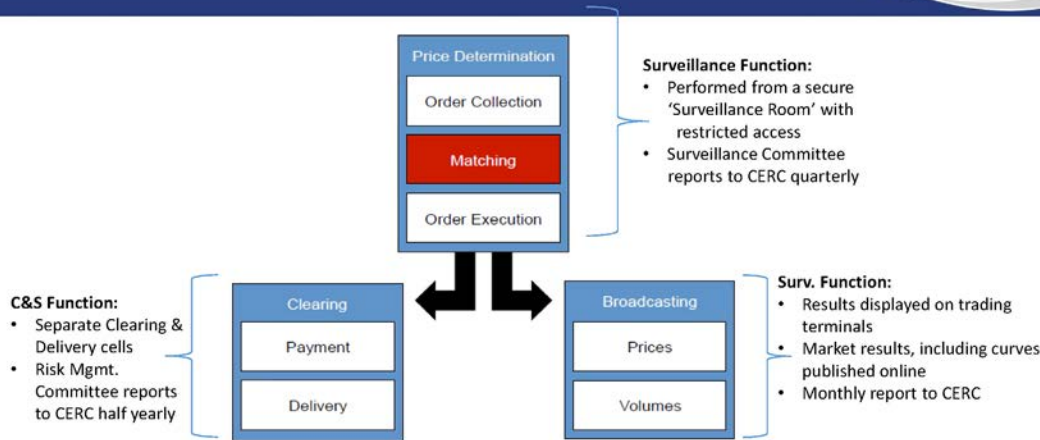 Price Determination
Order Collection
Matching
Order Execution
Surveillance Function:
• Performed from a secure
‘Surveillance Room’ with
restricted access
• Surveillance Committee
reports to CERC quarterly
C&S Function:
• Separate Clearing &
Delivery cells
• Risk Mgmt.
Committee reports
to CERC half yearly
Clearing
Payment
Delivery
Broadcasting
Prices
Volumes
Surv. Function:
• Results displayed on trading
terminals
• Market results, including curves
published online
• Monthly report to CERC